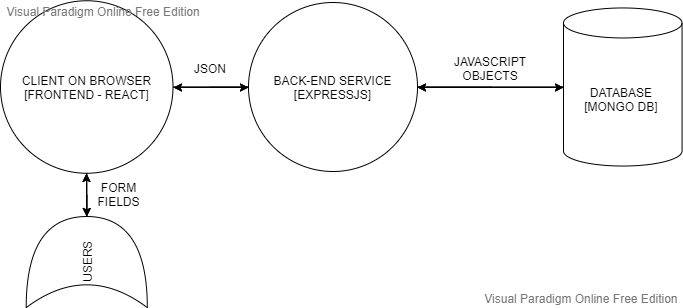 Visual Paradigm Online Free Edition
CLIENT ON BROWSER
[FRONTEND - REACT]
JSON
BACK-END SERVICE
[EXPRESSJS]
JAVASCRIPT
OBJECTS
DATABASE
[MONGO DB]
FORM
FIELDS
USERS
Visual Paradigm Online Free Edition